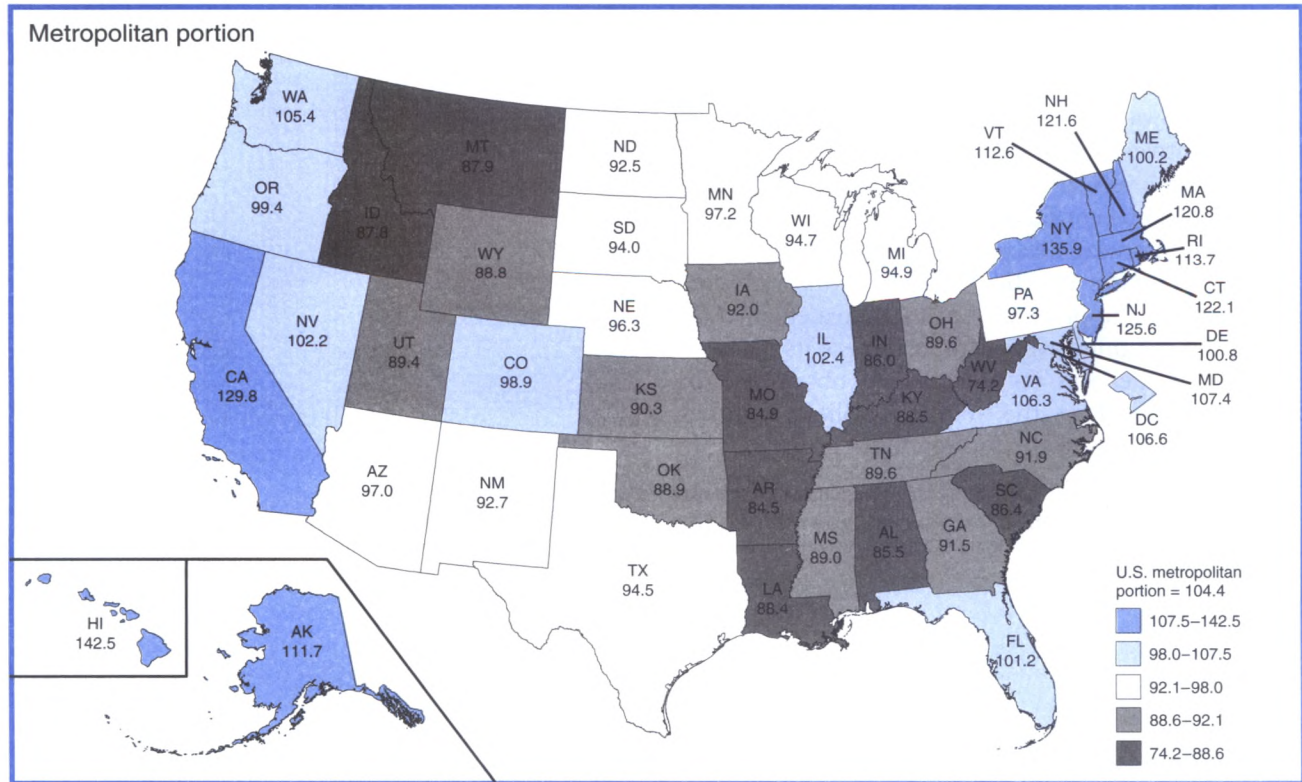 Metropolitan portion
WA
105.4
OR
99.4
CA
129.8
NV
102.2
ID
87.8
MT
87.9
WY
88.8
UT
89.4
CO
98.9
AZ
97.0
NM
92.7
ND
92.5
SD
94.0
NE
96.3
KS
90.3
OK
88.9
TX
94.5
MN
97.2
IA
92.0
MO
84.9
AR
84.5
LA
88.4
WI
94.7
IL
102.4
MI
94.9
IN
86.0
OH
89.6
KY
88.5
TN
89.6
MS
89.0
AL
85.5
GA
91.5
FL
101.2
SC
86.4
NC
91.9
VA
106.3
WV
74.2
PA
97.3
NY
135.9
VT
112.6
NH
121.6
ME
100.2
MA
120.8
RI
113.7
CT
122.1
NJ
125.6
DE
100.8
MD
107.4
DC
106.6
HI
142.5
AK
111.7
U.S. metropolitan
portion = 104.4
107.5–142.5
98.0–107.5
92.1–98.0
88.6–92.1
74.2–88.6